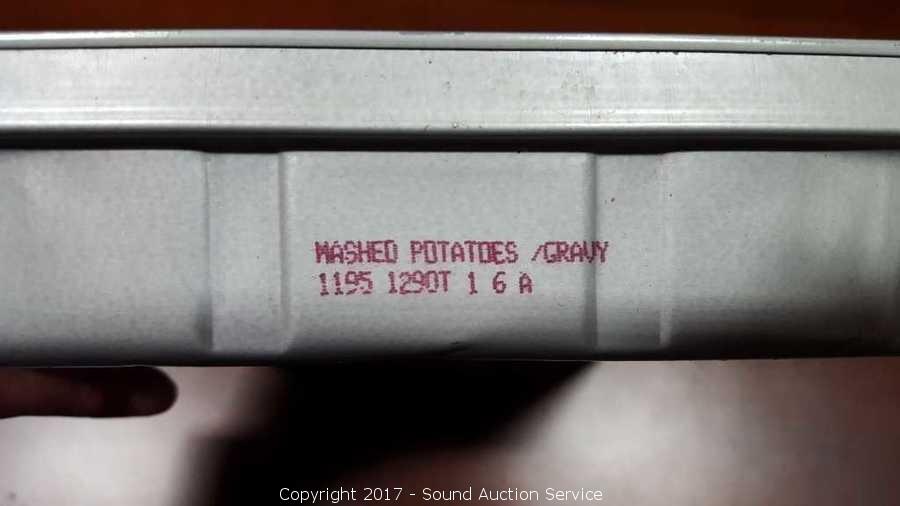 MASHED POTATOES /GRAVY
1195 1290T 1 6 A
Copyright 2017 - Sound Auction Service